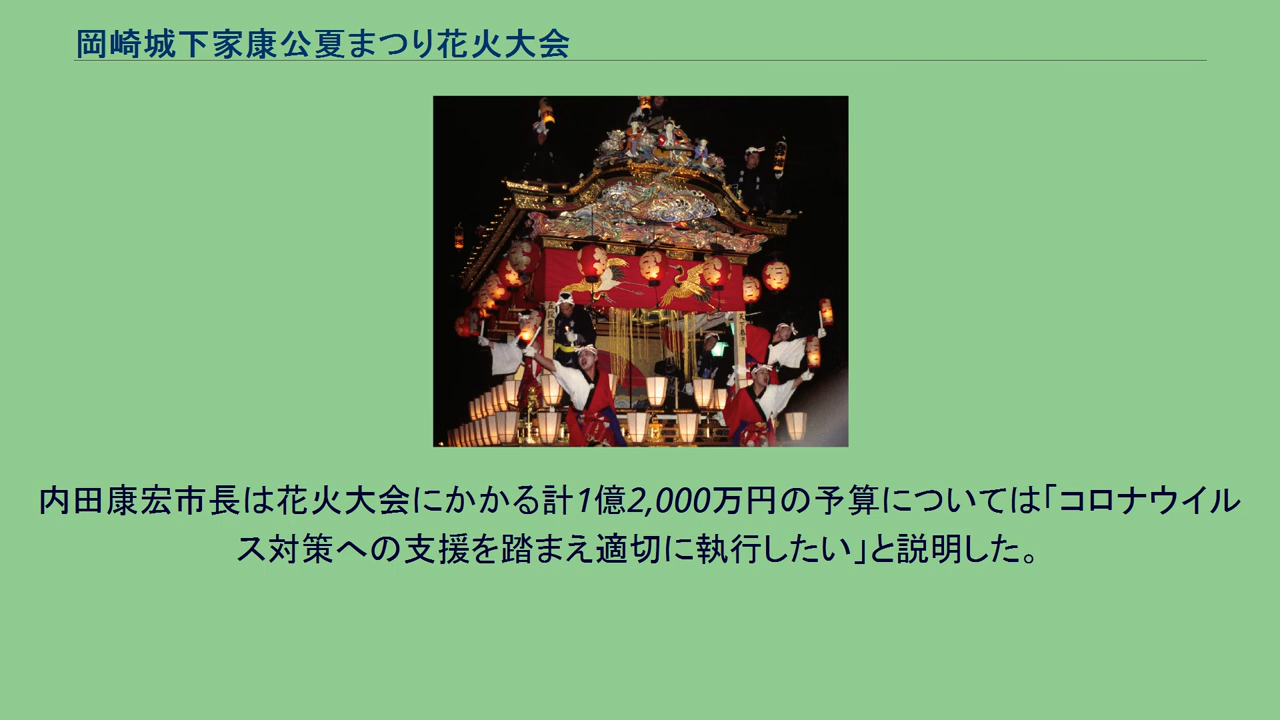 岡崎城下家康公夏まつり花火大会
内田康宏市長は花火大会にかかる計1億2,000万円の予算については「コロナウイル
ス対策への支援を踏まえ適切に執行したい」と説明した。